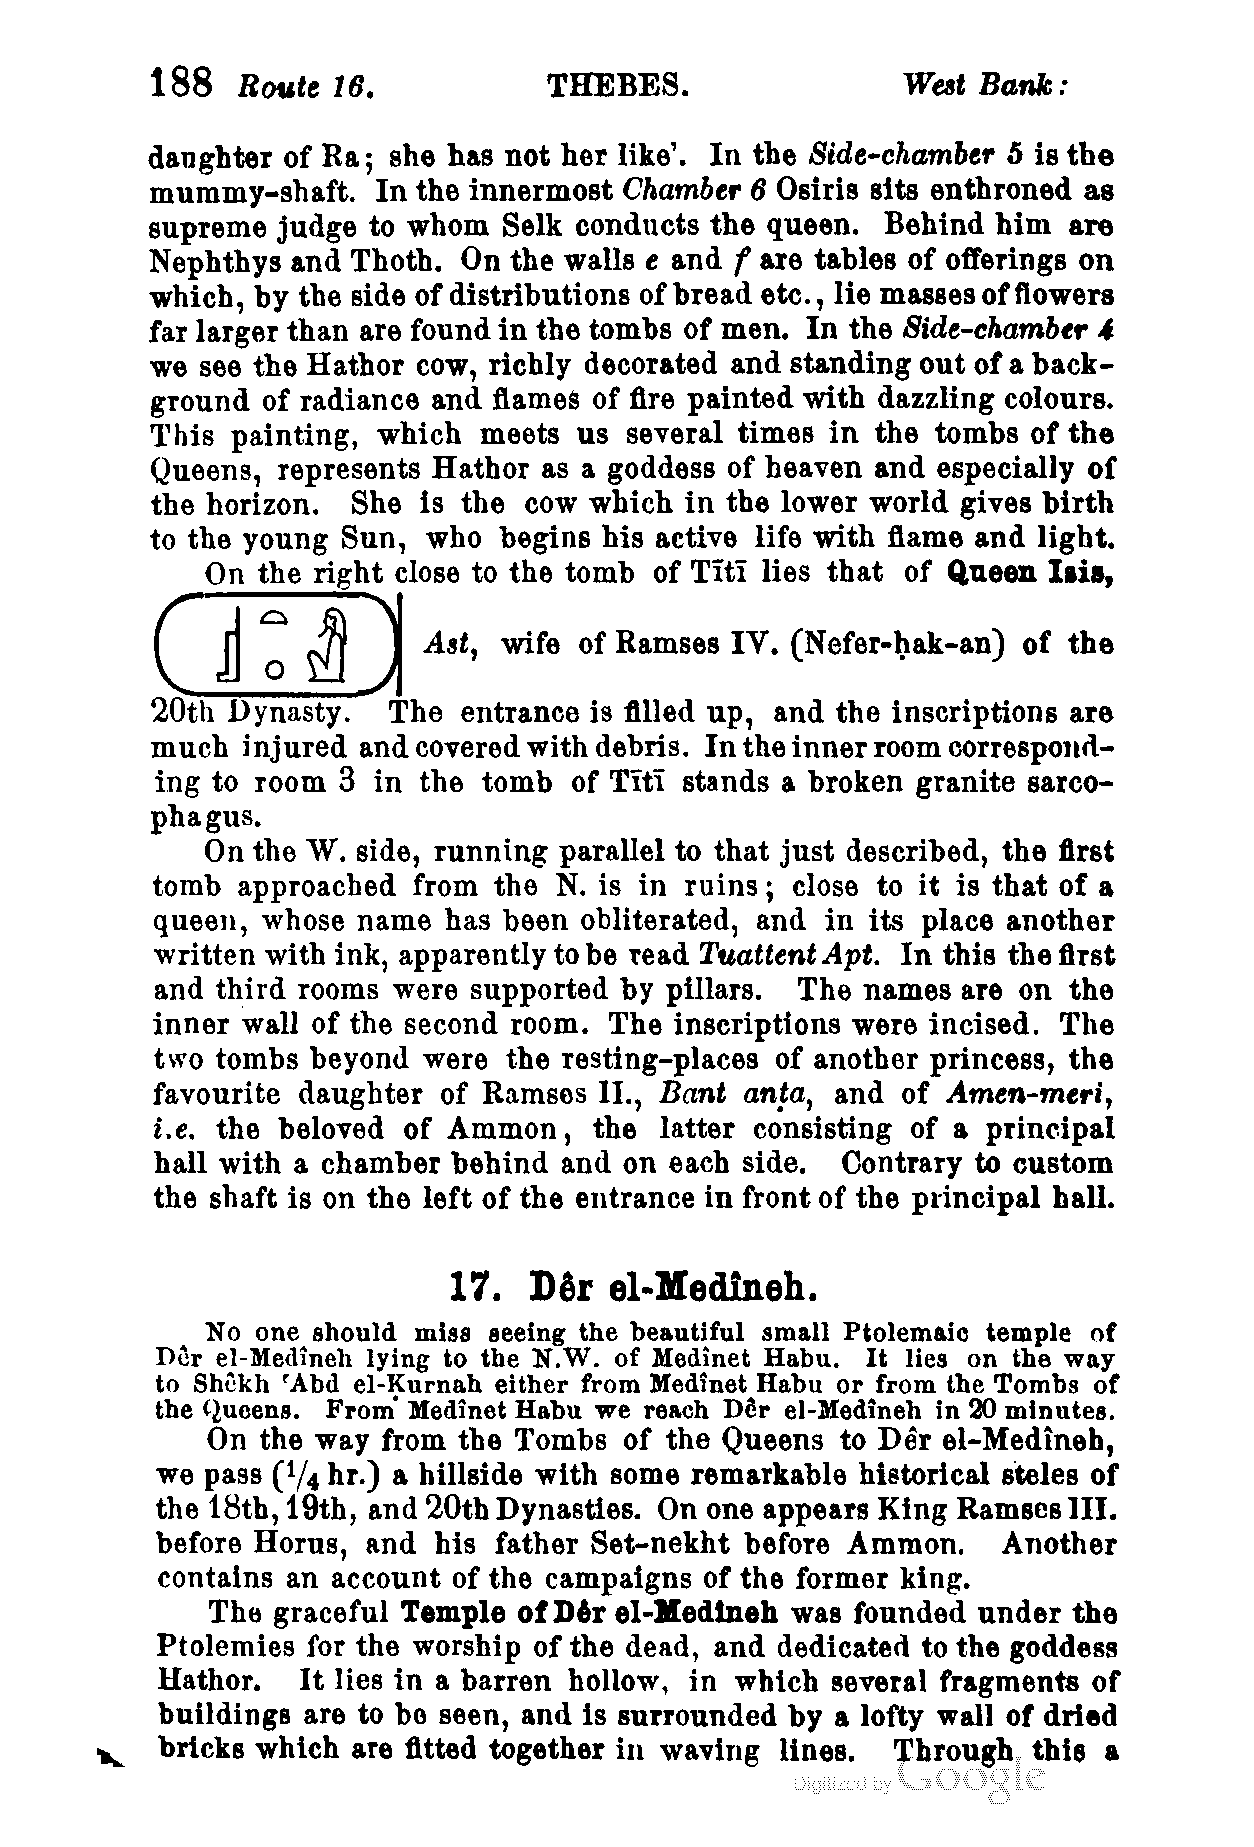 188 Route 16. THEBES. West Bank:
daughter of Ra; she has not her like'. In the Side-chamber 5 is the
mummy-shaft. In the innermost Chamber 6 Osiris sits enthroned as
supreme judge to whom Selk conducts the queen. Behind him are
Nephthys and Thoth. On the walls e and f are tables of offerings on
which, by the side of distributions of bread etc., lie masses of flowers
far larger than are found in the tombs of men. In the Side-chamber 4
we see the Hathor cow, richly decorated and standing out of a back-
ground of radiance and flames of fire painted with dazzling colours.
This painting, which meets us several times in the tombs of the
Queens, represents Hathor as a goddess of heaven and especially of
the horizon. She is the cow which in the lower world gives birth
to the young Sun, who begins his active life with flame and light.
On the right close to the tomb of Tītī lies that of Queen Isis,
Ast, wife of Ramses IV. (Nefer-ḥak-an) of the
20th Dynasty. The entrance is filled up, and the inscriptions are
much injured and covered with debris. In the inner room correspond-
ing to room 3 in the tomb of Tītī stands a broken granite sarco-
phagus.
On the W. side, running parallel to that just described, the first
tomb approached from the N. is in ruins; close to it is that of a
queen, whose name has been obliterated, and in its place another
written with ink, apparently to be read Tuattent Apt. In this the first
and third rooms were supported by pillars. The names are on the
inner wall of the second room. The inscriptions were incised. The
two tombs beyond were the resting-places of another princess, the
favourite daughter of Ramses II., Bant anṭa, and of Amen-meri,
i.e. the beloved of Ammon, the latter consisting of a principal
hall with a chamber behind and on each side. Contrary to custom
the shaft is on the left of the entrance in front of the principal hall.
17. Dêr el-Medîneh.
No one should miss seeing the beautiful small Ptolemaic temple of
Dêr el-Medîneh lying to the N.W. of Medînet Habu. It lies on the way
to Shêkh 'Abd el-Ḳurnah either from Medînet Habu or from the Tombs of
the Queens. From Medînet Habu we reach Dêr el-Medîneh in 20 minutes.
On the way from the Tombs of the Queens to Dêr el-Medîneh,
we pass (1/4 hr.) a hillside with some remarkable historical steles of
the 18th, 19th, and 20th Dynasties. On one appears King Ramses III.
before Horus, and his father Set-nekht before Ammon. Another
contains an account of the campaigns of the former king.
The graceful Temple of Dêr el-Medîneh was founded under the
Ptolemies for the worship of the dead, and dedicated to the goddess
Hathor. It lies in a barren hollow, in which several fragments of
buildings are to be seen, and is surrounded by a lofty wall of dried
bricks which are fitted together in waving lines. Through this a
Digitized by Google